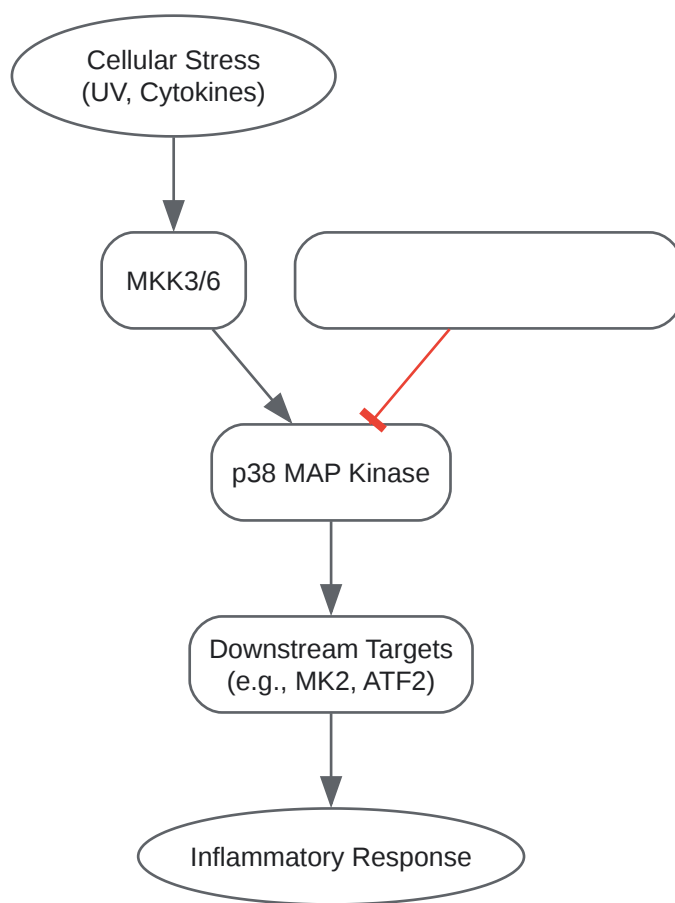 Cellular Stress
(UV, Cytokines)
MKK3/6
p38 MAP Kinase
Downstream Targets
(e.g., MK2, ATF2)
Inflammatory Response